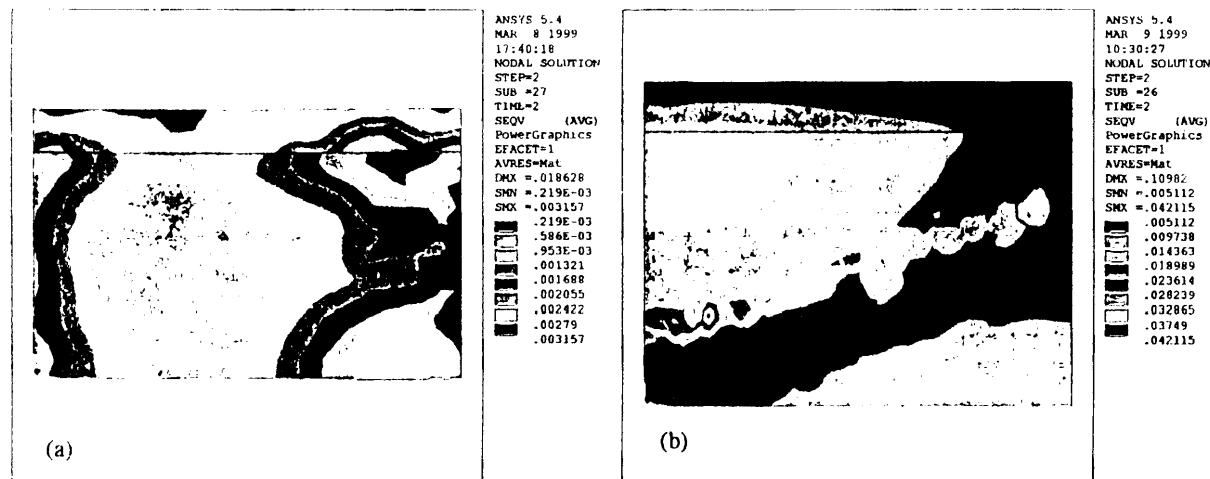 ANSYS 5.4
MAR 8 1999
17:40:18
NODAL SOLUTION
STEP=2
SUB =27
TIME=2
SEQV (AVG)
PowerGraphics
EFACET=1
AVRES=Mat
DMX =.018628
SMN =.219E-03
SMX =.003157
.219E-03
.586E-03
.953E-03
.001321
.001688
.002055
.002422
.00279
.003157
(a)
ANSYS 5.4
MAR 9 1999
10:30:27
NODAL SOLUTION
STEP=2
SUB =26
TIME=2
SEQV (AVG)
PowerGraphics
EFACET=1
AVRES=Mat
DMX =.10982
SMN =.005112
SMX =.042115
.005112
.009738
.014363
.018989
.023614
.028239
.032865
.03749
.042115
(b)